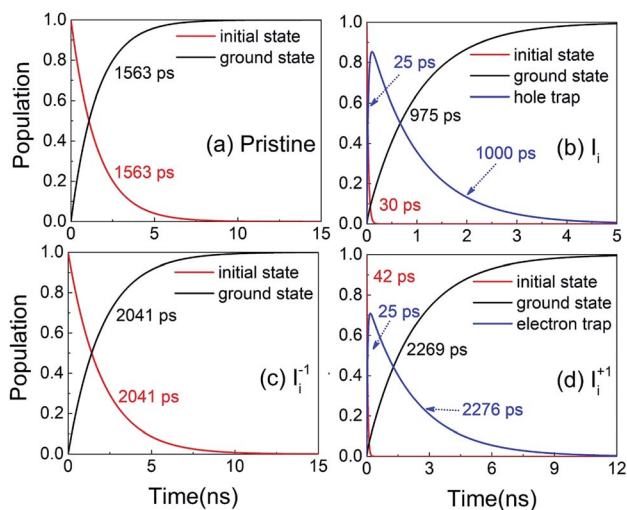 Population
1.0
0.8
0.6
0.4
0.2
0.0
initial state
ground state
1563 ps
(a) Pristine
1563 ps
0 5 10 15
1.0
0.8
0.6
0.4
0.2
0.0
initial state
ground state
hole trap
25 ps
975 ps
(b) Ii
1000 ps
30 ps
0 1 2 3 4 5
Population
1.0
0.8
0.6
0.4
0.2
0.0
initial state
ground state
2041 ps
(c) Ii-1
2041 ps
0 5 10 15
Time(ns)
1.0
0.8
0.6
0.4
0.2
0.0
42 ps
initial state
ground state
electron trap
25 ps
2269 ps
(d) Ii+1
2276 ps
0 3 6 9 12
Time(ns)